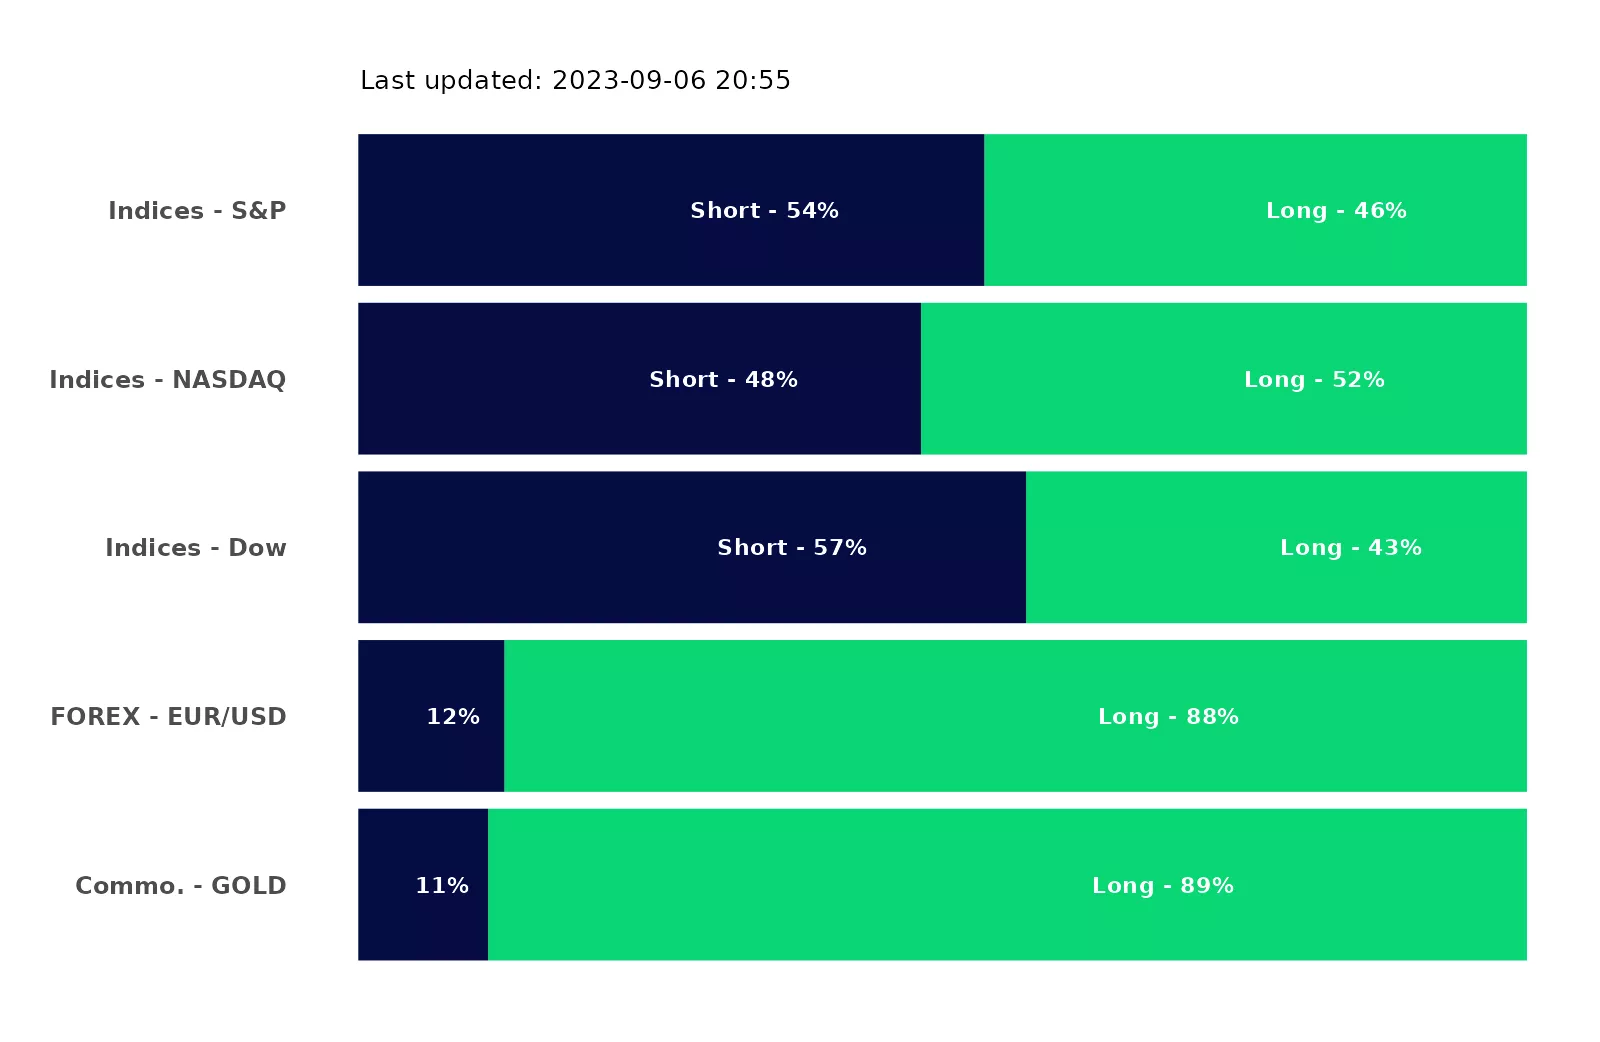 Last updated: 2023-09-06 20:55
Indices - S&P
Short - 54%
Long - 46%
Indices - NASDAQ
Short - 48%
Long - 52%
Indices - Dow
Short - 57%
Long - 43%
FOREX - EUR/USD
12%
Long - 88%
Commo. - GOLD
11%
Long - 89%